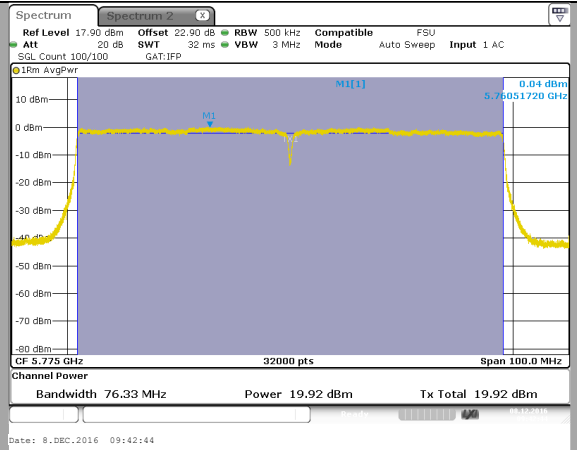 Spectrum Spectrum 2 X
Ref Level 17.90 dBm Offset 22.90 dB RBW 500 kHz Compatible FSU
Att 20 dB SWT 32 ms VBW 3 MHz Mode Auto Sweep Input 1 AC
SGL Count 100/100 GAT:IFP
1Rm AvgPwr
M1[1] 0.04 dBm
5.76051720 GHz
10 dBm
M1
0 dBm
-10 dBm
-20 dBm
-30 dBm
-40 dBm
-50 dBm
-60 dBm
-70 dBm
-80 dBm
CF 5.775 GHz 32000 pts Span 100.0 MHz
Channel Power
Bandwidth 76.33 MHz Power 19.92 dBm Tx Total 19.92 dBm
Ready 08.12.2016
Date: 8.DEC.2016 09:42:44